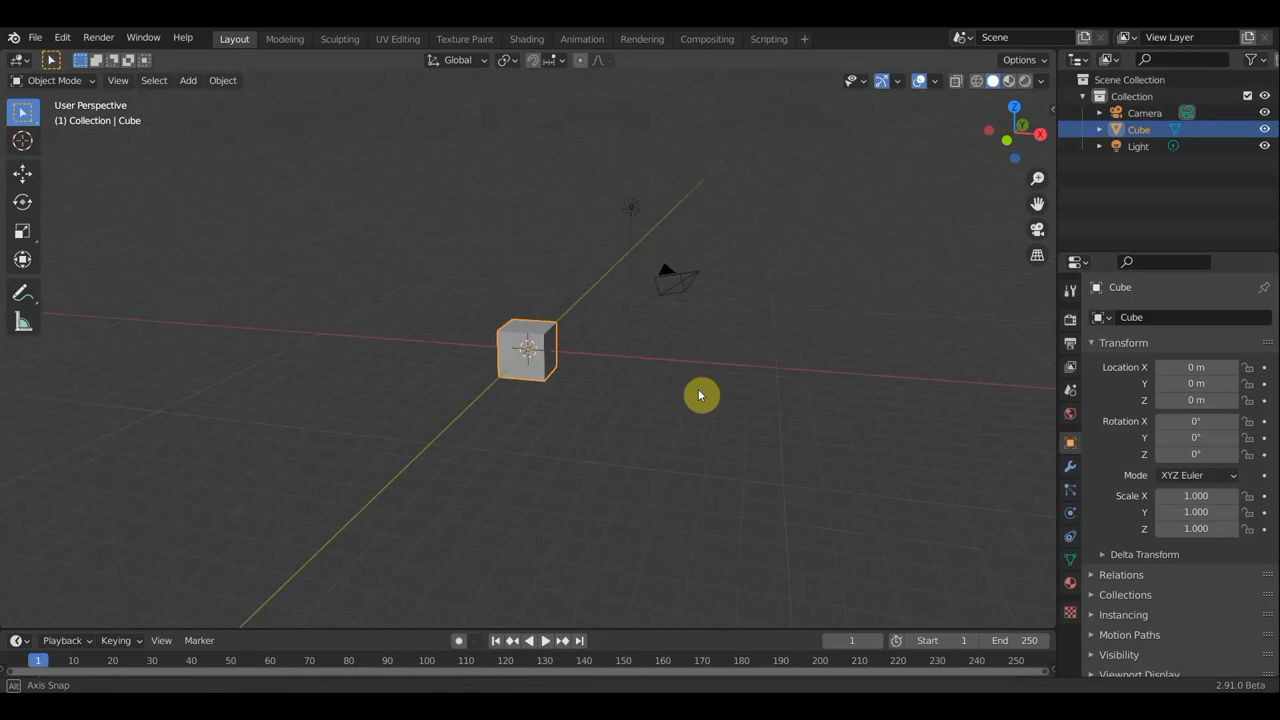 File Edit Render Window Help Layout Modeling Sculpting UV Editing Texture Paint Shading Animation Rendering Compositing Scripting + Scene View Layer
Global Options
Object Mode View Select Add Object
User Perspective
(1) Collection | Cube
Z
Y
X
Scene Collection
Collection
Camera
Cube
Light
Cube
Cube
Transform
Location X 0 m
Y 0 m
Z 0 m
Rotation X 0°
Y 0°
Z 0°
Mode XYZ Euler
Scale X 1.000
Y 1.000
Z 1.000
Delta Transform
Relations
Collections
Instancing
Motion Paths
Visibility
Viewport Display
Playback Keying View Marker 1 Start 1 End 250
1 10 20 30 40 50 60 70 80 90 100 110 120 130 140 150 160 170 180 190 200 210 220 230 240 250
Alt Axis Snap 2.91.0 Beta